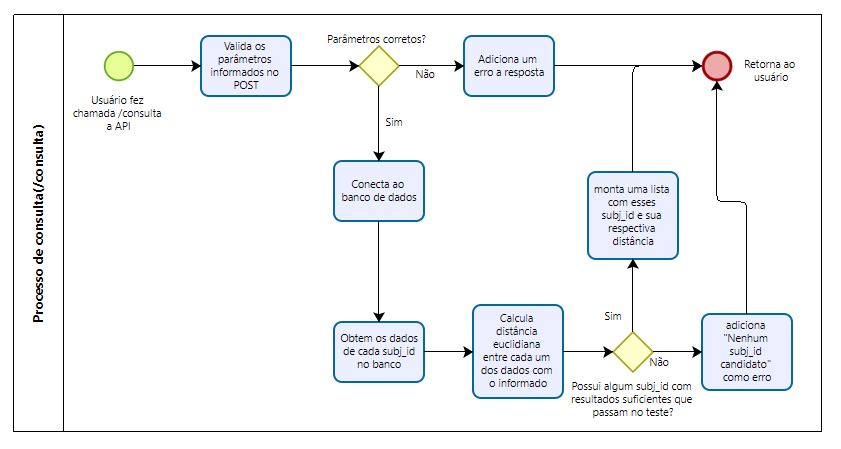 Processo de consulta(/consulta)
Usuário fez
chamada /consulta
a API
Valida os
parâmetros
informados no
POST
Parâmetros corretos?
Não
Sim
Adiciona um
erro a resposta
Retorna ao
usuário
Conecta ao
banco de dados
Obtem os dados
de cada subj_id
no banco
Calcula
distância
euclidiana
entre cada um
dos dados com
o informado
Possui algum subj_id com
resultados suficientes que
passam no teste?
Sim
Não
monta uma lista
com esses
subj_id e sua
respectiva
distância
adiciona
"Nenhum
subj_id
candidato"
como erro